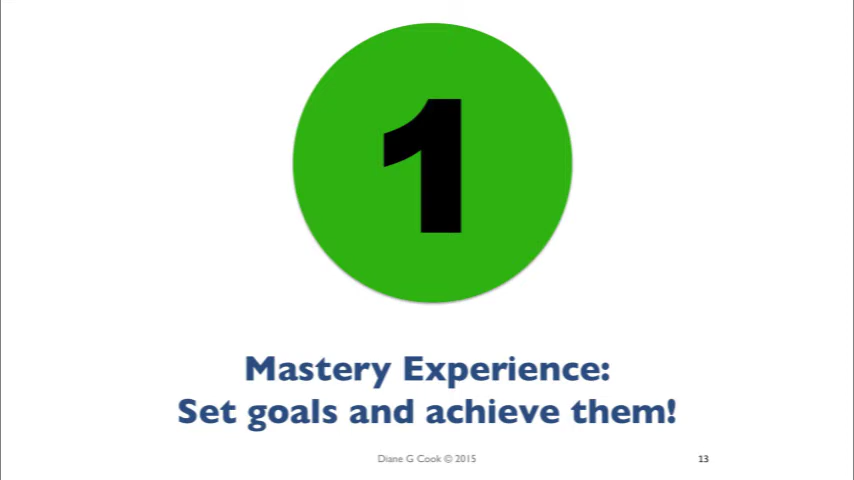 1
Mastery Experience:
Set goals and achieve them!
Diane G Cook © 2015
13